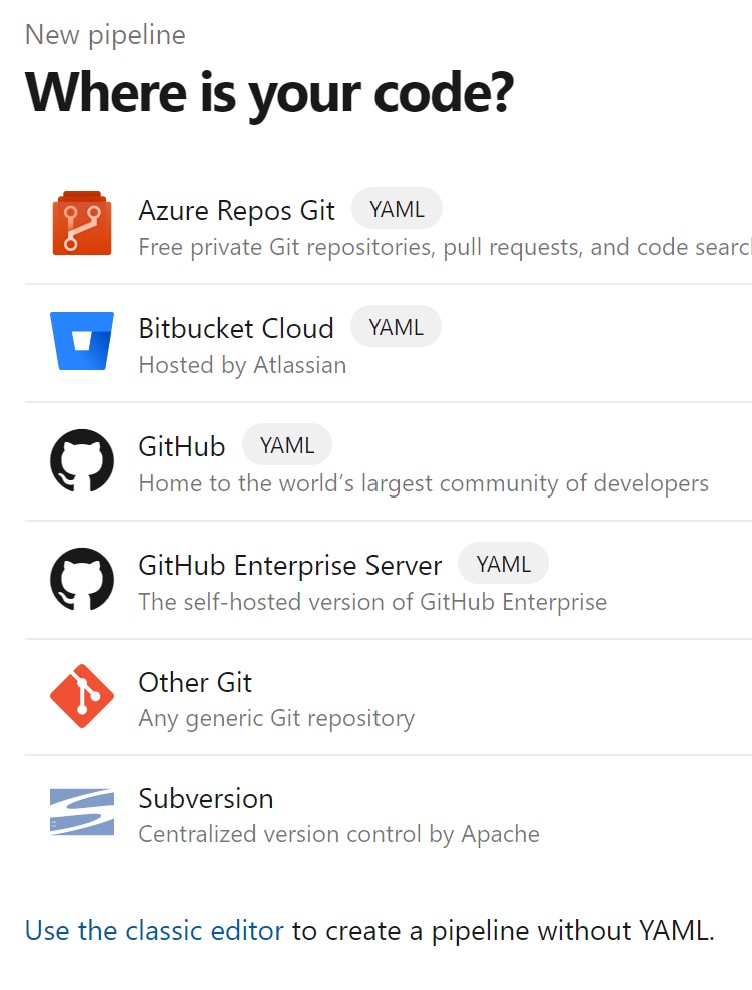 New pipeline
Where is your code?
Azure Repos Git YAML
Free private Git repositories, pull requests, and code searc
Bitbucket Cloud YAML
Hosted by Atlassian
GitHub YAML
Home to the world’s largest community of developers
GitHub Enterprise Server YAML
The self-hosted version of GitHub Enterprise
Other Git
Any generic Git repository
Subversion
Centralized version control by Apache
Use the classic editor to create a pipeline without YAML.